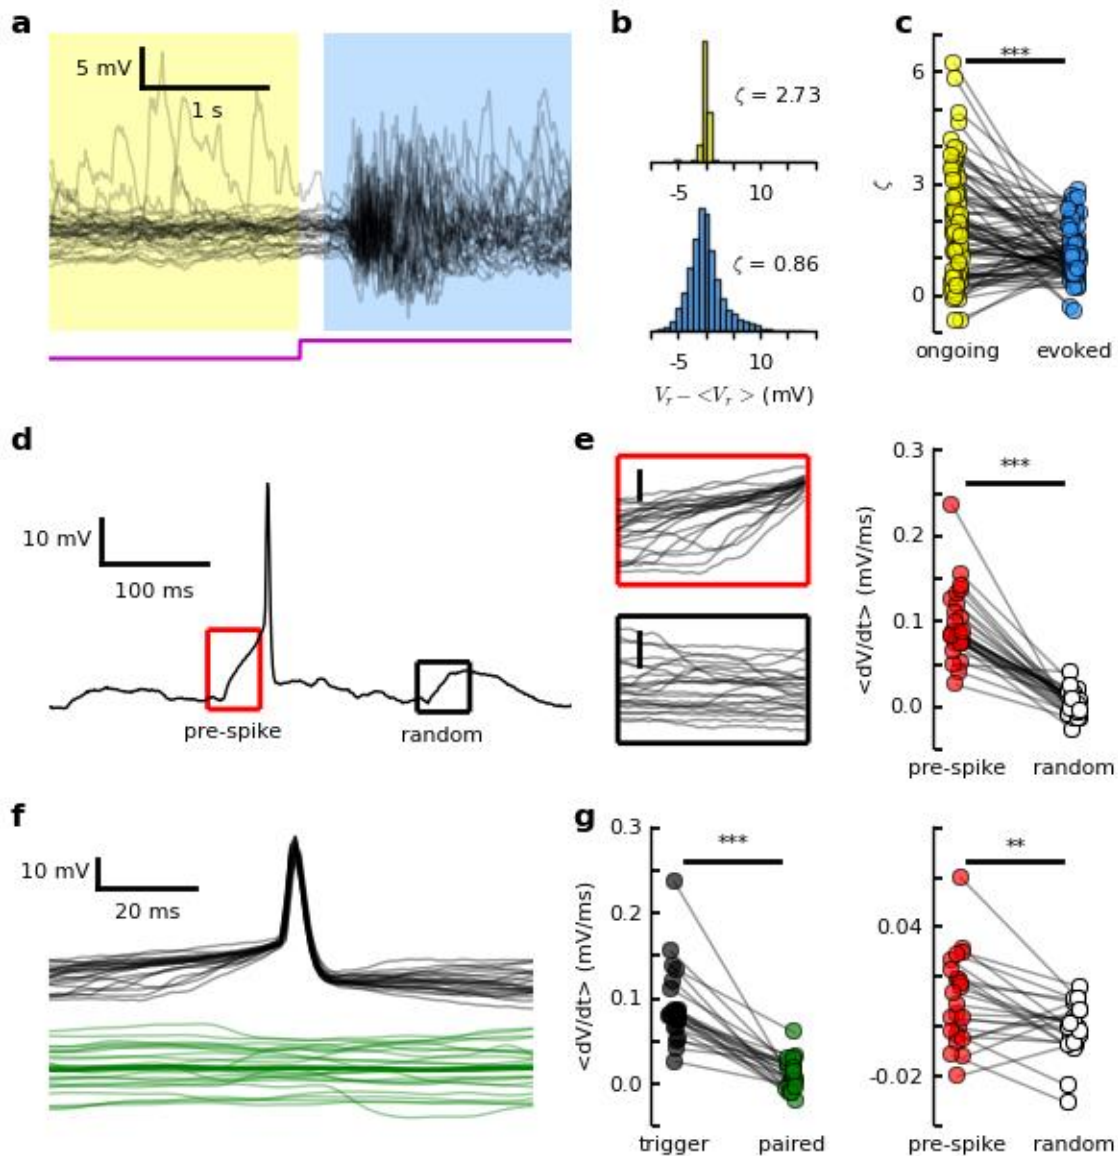 a
5 mV
1 s
b
ζ = 2.73
-5 10
ζ = 0.86
-5 10
V_r − <V_r> (mV)
c
***
6
3
0
ζ
ongoing evoked
d
10 mV
100 ms
pre-spike
random
e
0.3
0.2
0.1
0.0
<dV/dt> (mV/ms)
***
pre-spike random
f
10 mV
20 ms
g
0.3
0.2
0.1
0.0
<dV/dt> (mV/ms)
***
trigger paired
**
0.04
-0.02
pre-spike random